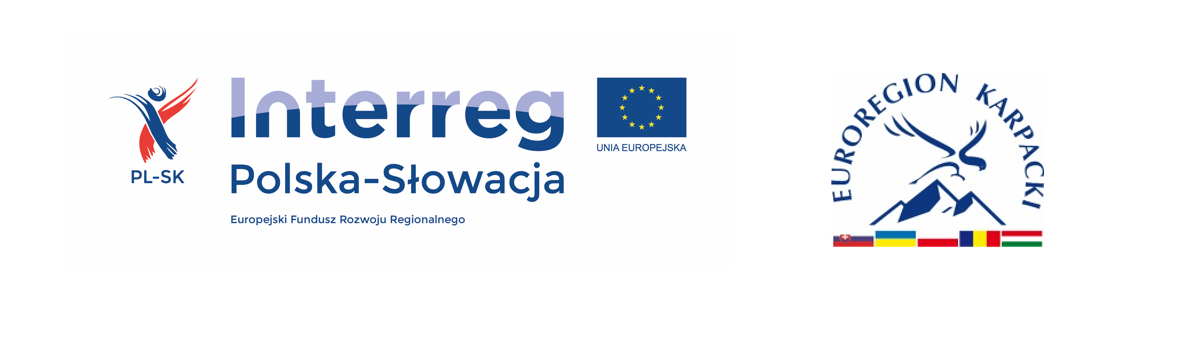 PL-SK
Interreg
Polska-Słowacja
Europejski Fundusz Rozwoju Regionalnego
UNIA EUROPEJSKA
EUROREGION KARPACKI